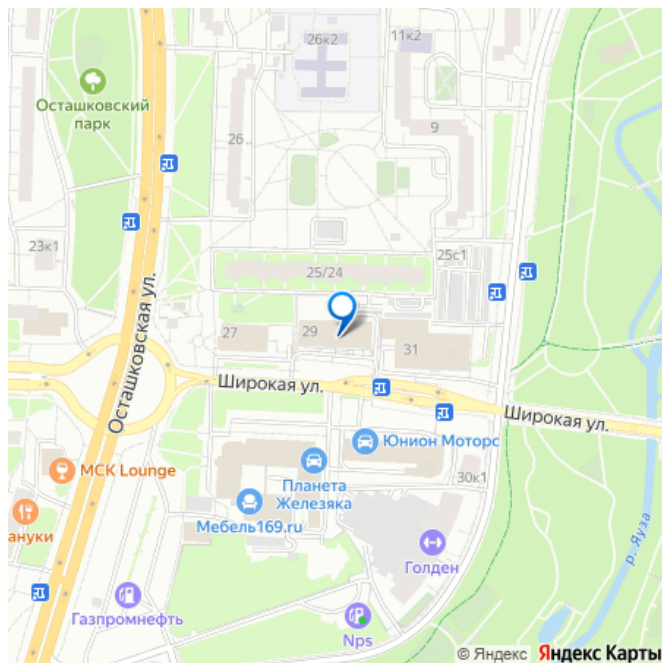 26к2
11к2
Осташковский
парк
26
9
23к1
25с1
25/24
Осташковская ул.
27
29
31
Широкая ул.
Широкая ул.
Юнион Моторс
МСК Lounge
Планета
Железяка
30к1
ануки
Мебель169.ru
р. Яуза
Голден
Газпромнефть
Nps
© Яндекс Яндекс Карты